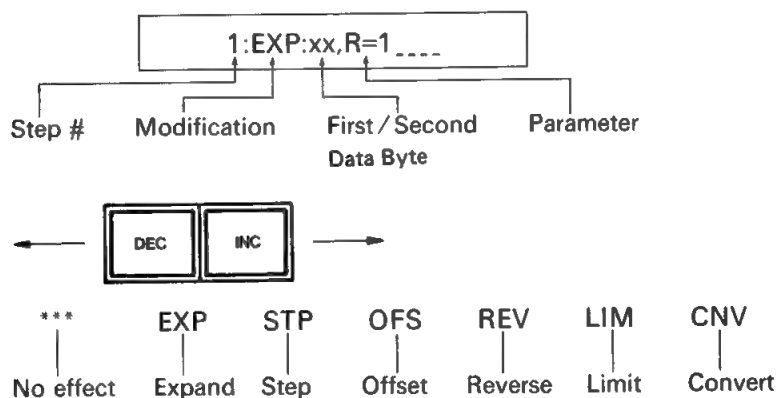 1:EXP:xx,R=1____
Step # Modification First/Second Parameter
Data Byte
DEC INC
*** EXP STP OFS REV LIM CNV
No effect Expand Step Offset Reverse Limit Convert